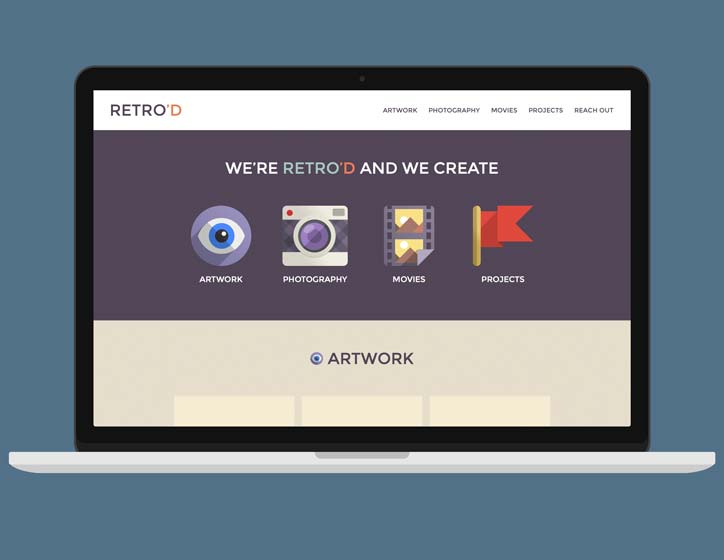 RETRO'D
ARTWORK PHOTOGRAPHY MOVIES PROJECTS REACH OUT
WE'RE RETRO'D AND WE CREATE
ARTWORK PHOTOGRAPHY MOVIES PROJECTS
ARTWORK